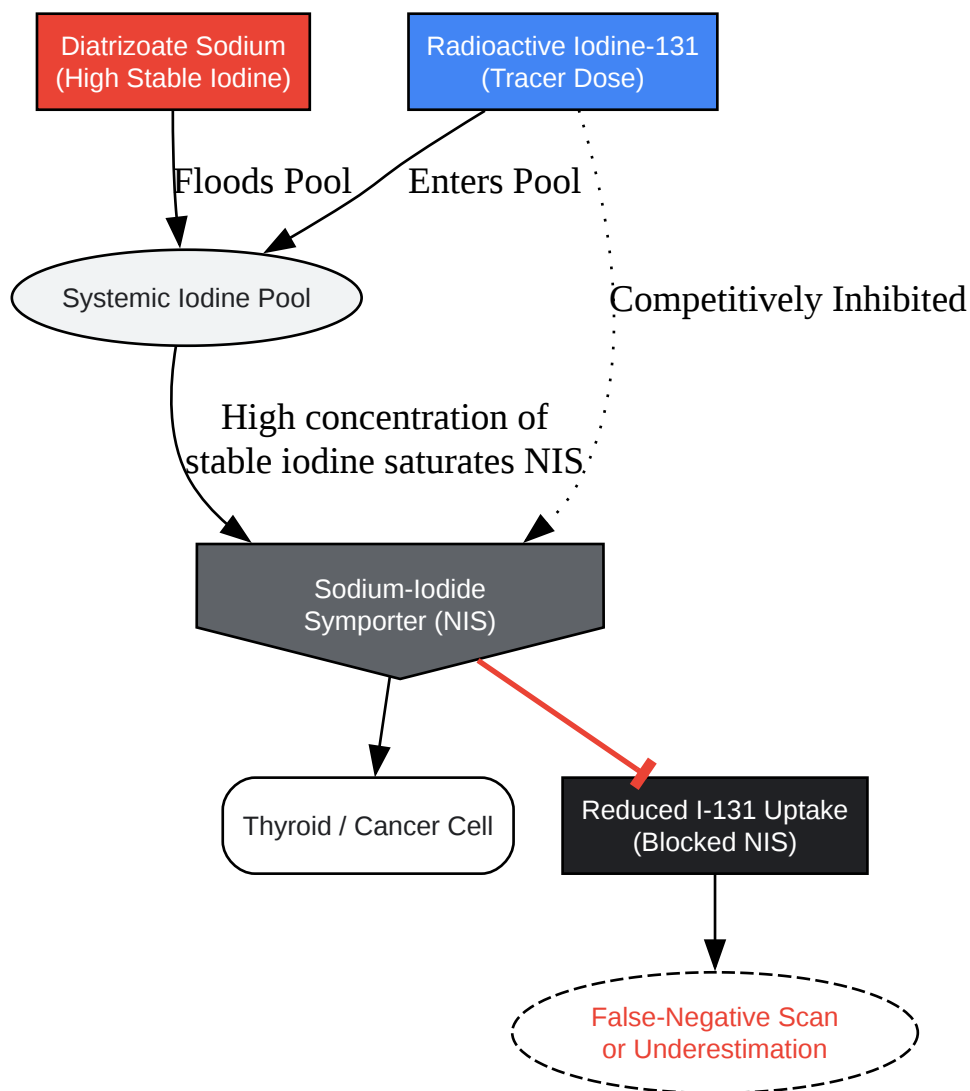 Diatrizoate Sodium
(High Stable Iodine)
Radioactive Iodine-131
(Tracer Dose)
Floods Pool
Enters Pool
Systemic Iodine Pool
Competitively Inhibited
High concentration of
stable iodine saturates NIS
Sodium-Iodide
Symporter (NIS)
Thyroid / Cancer Cell
Reduced I-131 Uptake
(Blocked NIS)
False-Negative Scan
or Underestimation